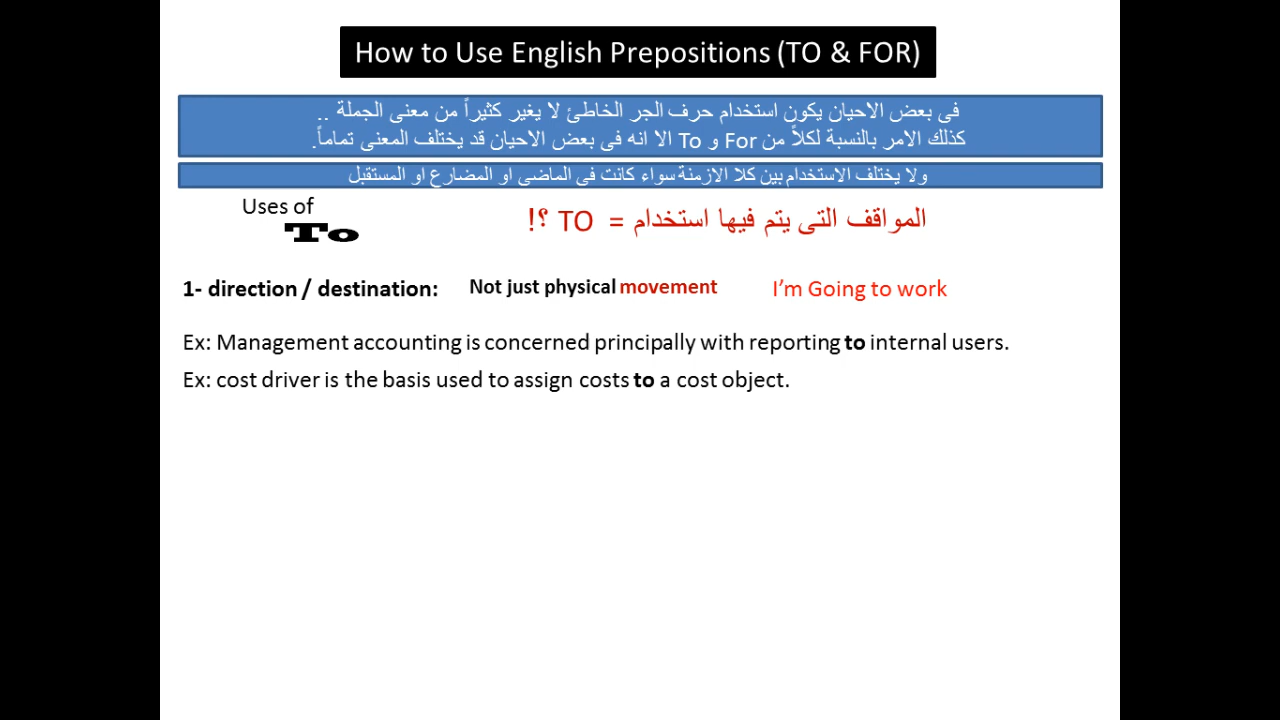 How to Use English Prepositions (TO & FOR)
فى بعض الاحيان يكون استخدام حرف الجر الخاطئ لا يغير كثيراً من معنى الجملة ..
كذلك الامر بالنسبة لكلاً من For و To الا انه فى بعض الاحيان قد يختلف المعنى تماماً.
ولا يختلف الاستخدام بين كلا الازمنة سواء كانت فى الماضى او المضارع او المستقبل
Uses of
To
المواقف التى يتم فيها استخدام = TO ؟!
1- direction / destination: Not just physical movement I’m Going to work
Ex: Management accounting is concerned principally with reporting to internal users.
Ex: cost driver is the basis used to assign costs to a cost object.